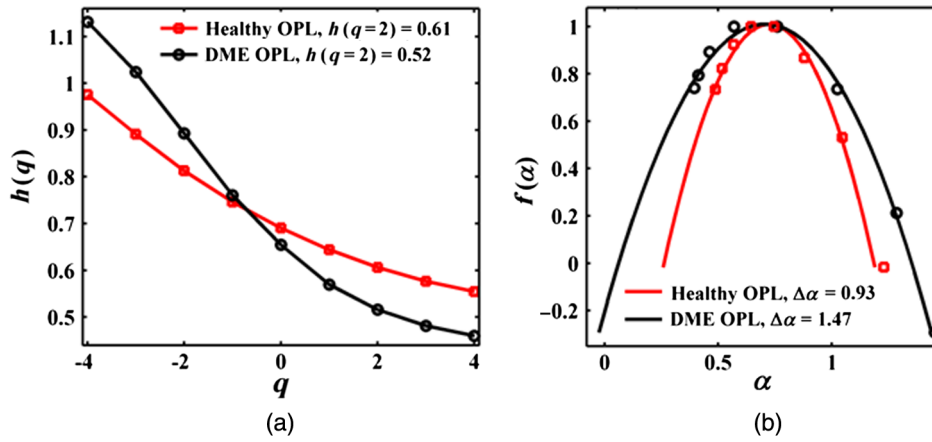 Healthy OPL, h(q=2)=0.61
DME OPL, h(q=2)=0.52
1.1
1
0.9
0.8
0.7
0.6
0.5
h(q)
-4
-2
0
2
4
q
(a)
1
0.8
0.6
0.4
0.2
0
-0.2
f(α)
Healthy OPL, Δα = 0.93
DME OPL, Δα = 1.47
0
0.5
1
α
(b)